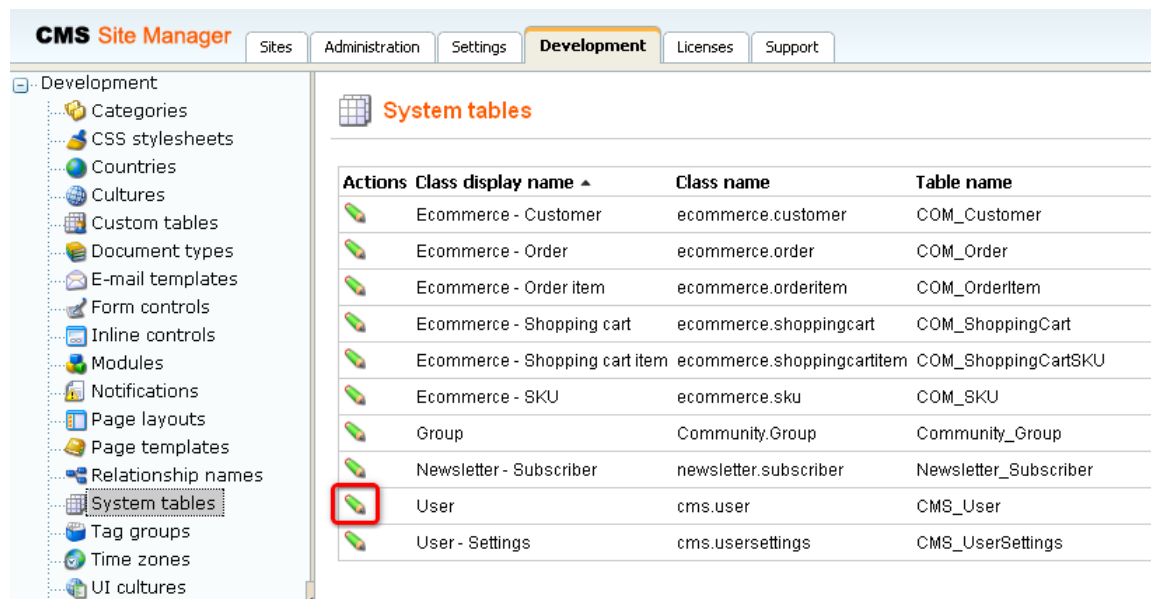 CMS Site Manager
Sites Administration Settings Development Licenses Support
Development
Categories
CSS stylesheets
Countries
Cultures
Custom tables
Document types
E-mail templates
Form controls
Inline controls
Modules
Notifications
Page layouts
Page templates
Relationship names
System tables
Tag groups
Time zones
UI cultures
System tables
Actions Class display name Class name Table name
Ecommerce - Customer ecommerce.customer COM_Customer
Ecommerce - Order ecommerce.order COM_Order
Ecommerce - Order item ecommerce.orderitem COM_OrderItem
Ecommerce - Shopping cart ecommerce.shoppingcart COM_ShoppingCart
Ecommerce - Shopping cart item ecommerce.shoppingcartitem COM_ShoppingCartSKU
Ecommerce - SKU ecommerce.sku COM_SKU
Group Community.Group Community_Group
Newsletter - Subscriber newsletter.subscriber Newsletter_Subscriber
User cms.user CMS_User
User - Settings cms.usersettings CMS_UserSettings